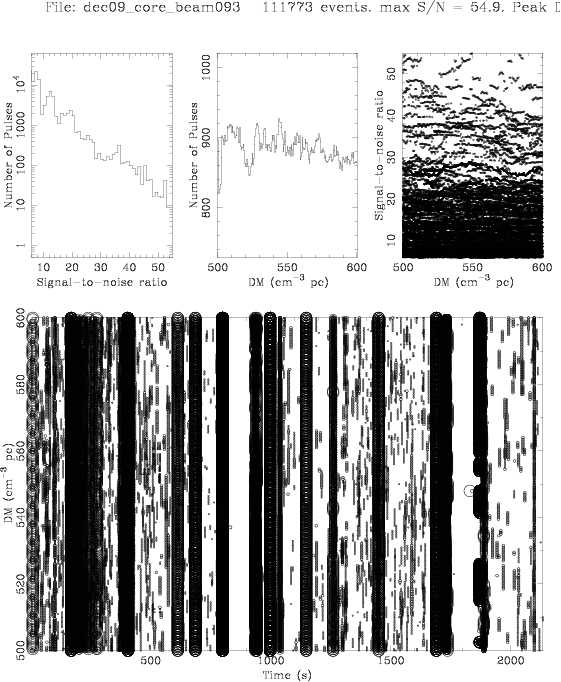 File: dec09_core_beam093 111773 events. max S/N = 54.9. Peak
Number of Pulses
1 10 100 1000 10⁴
10 20 30 40 50
Signal-to-noise ratio
Number of Pulses
800 900 1000
500 550 600
DM (cm⁻³ pc)
Signal-to-noise ratio
10 20 30 40 50
500 550 600
DM (cm⁻³ pc)
DM (cm⁻³ pc)
500 520 540 560 580 600
500 1000 1500 2000
Time (s)